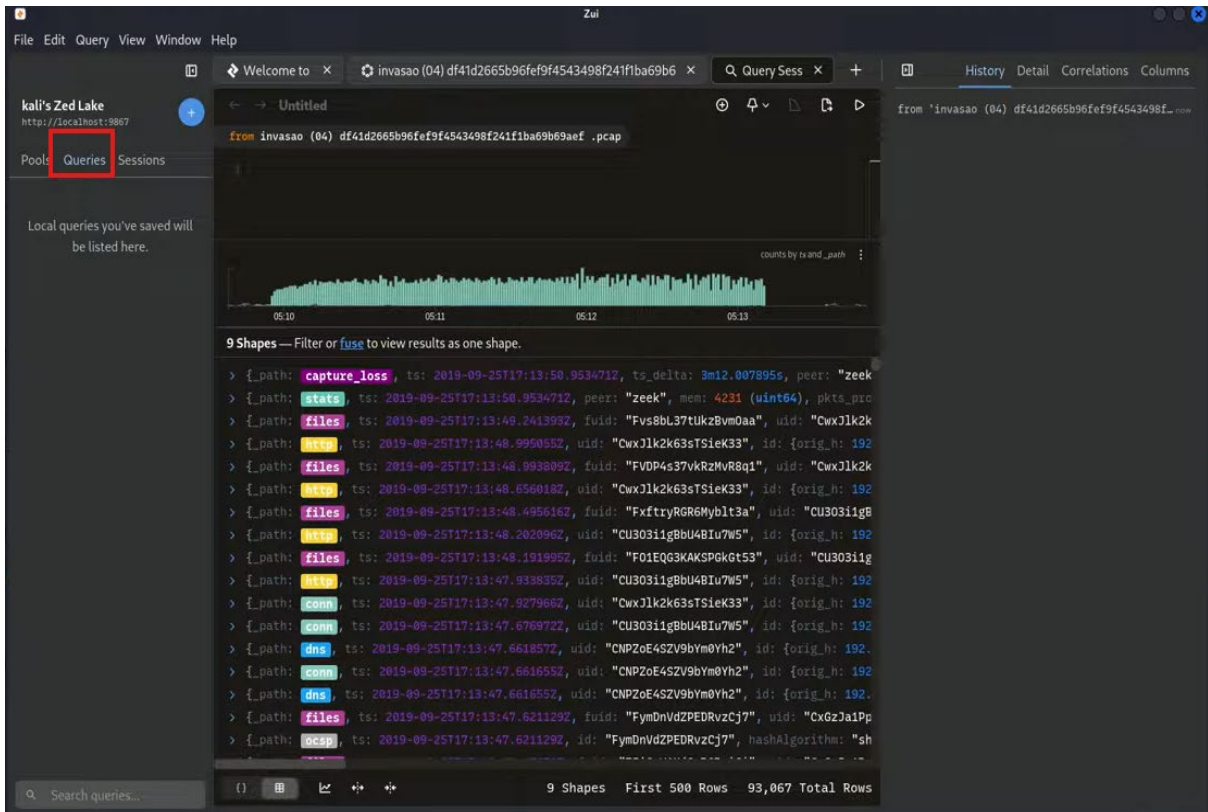 Zui
File Edit Query View Window Help
Welcome to × invasao (04) df41d2665b96fef9f4543498f241f1ba69b6 × Query Sess × +
History Detail Correlations Columns
kali's Zed Lake
http://localhost:9867
Pools Queries Sessions
Local queries you've saved will
be listed here.
Search queries...
← → Untitled
from invasao (04) df41d2665b96fef9f4543498f241f1ba69b69aef .pcap
1
counts by ts and _path
05:10 05:11 05:12 05:13
9 Shapes — Filter or fuse to view results as one shape.
> {_path: capture_loss, ts: 2019-09-25T17:13:50.953471Z, ts_delta: 3m12.007895s, peer: "zeek
> {_path: stats, ts: 2019-09-25T17:13:50.953471Z, peer: "zeek", mem: 4231 (uint64), pkts_pro
> {_path: files, ts: 2019-09-25T17:13:49.241399Z, fuid: "Fvs8bL37tUkzBvmOaa", uid: "CwxJlk2k
> {_path: http, ts: 2019-09-25T17:13:48.995055Z, uid: "CwxJlk2k63sTSieK33", id: {orig_h: 192
> {_path: files, ts: 2019-09-25T17:13:48.993809Z, fuid: "FVDP4s37vkRzMvR8q1", uid: "CwxJlk2k
> {_path: http, ts: 2019-09-25T17:13:48.656018Z, uid: "CwxJlk2k63sTSieK33", id: {orig_h: 192
> {_path: files, ts: 2019-09-25T17:13:48.495616Z, fuid: "FxftryRGR6Myblt3a", uid: "CU3O3i1gB
> {_path: http, ts: 2019-09-25T17:13:48.202096Z, uid: "CU3O3i1gBbU4BIu7W5", id: {orig_h: 192
> {_path: files, ts: 2019-09-25T17:13:48.191995Z, fuid: "FO1EQG3KAKSPGkGt53", uid: "CU3O3i1g
> {_path: http, ts: 2019-09-25T17:13:47.933835Z, uid: "CU3O3i1gBbU4BIu7W5", id: {orig_h: 192
> {_path: conn, ts: 2019-09-25T17:13:47.927966Z, uid: "CwxJlk2k63sTSieK33", id: {orig_h: 192
> {_path: conn, ts: 2019-09-25T17:13:47.676972Z, uid: "CU3O3i1gBbU4BIu7W5", id: {orig_h: 192
> {_path: dns, ts: 2019-09-25T17:13:47.661857Z, uid: "CNPZoE4SZV9bYm0Yh2", id: {orig_h: 192.
> {_path: conn, ts: 2019-09-25T17:13:47.661655Z, uid: "CNPZoE4SZV9bYm0Yh2", id: {orig_h: 192
> {_path: dns, ts: 2019-09-25T17:13:47.661655Z, uid: "CNPZoE4SZV9bYm0Yh2", id: {orig_h: 192.
> {_path: files, ts: 2019-09-25T17:13:47.621129Z, fuid: "FymDnVdZPEDRvzCj7", uid: "CxGzJa1Pp
> {_path: ocsp, ts: 2019-09-25T17:13:47.621129Z, id: "FymDnVdZPEDRvzCj7", hashAlgorithm: "sh
9 Shapes First 500 Rows 93,067 Total Rows
from 'invasao (04) df41d2665b96fef9f4543498f… now